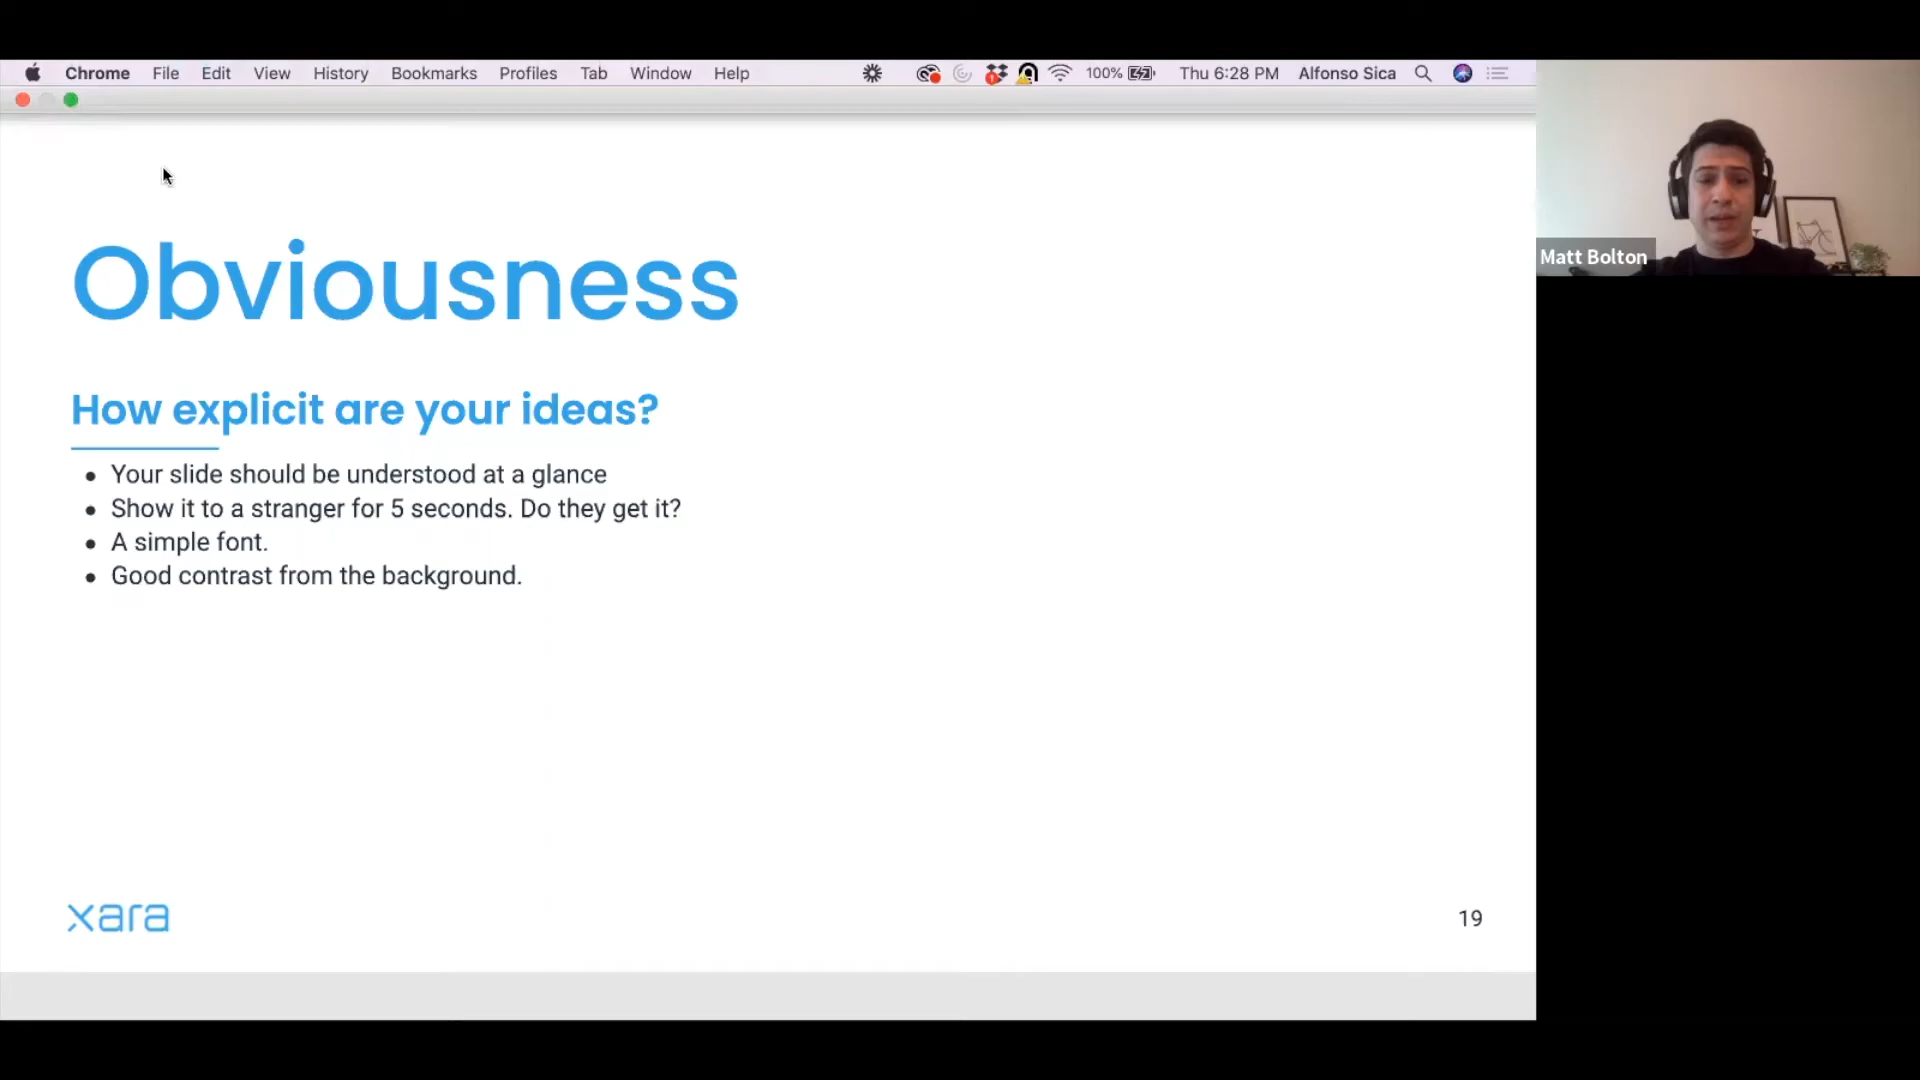 Chrome File Edit View History Bookmarks Profiles Tab Window Help 100% Thu 6:28 PM Alfonso Sica
Matt Bolton
Obviousness
How explicit are your ideas?
• Your slide should be understood at a glance
• Show it to a stranger for 5 seconds. Do they get it?
• A simple font.
• Good contrast from the background.
xara
19